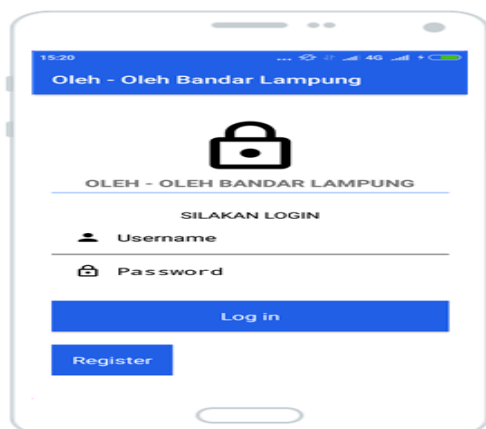 15:20
... 4G
Oleh - Oleh Bandar Lampung
OLEH - OLEH BANDAR LAMPUNG
SILAKAN LOGIN
Username
Password
Log in
Register